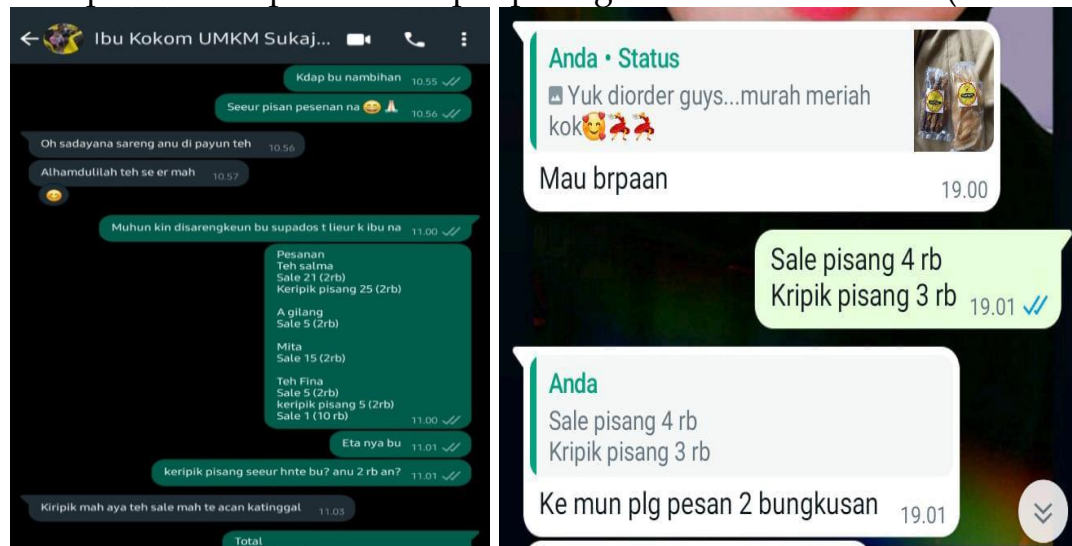 Ibu Kokom UMKM Sukaj...
Kdap bu nambihan 10.55
Seeur pisan pesenan na 😄🙏🏻 10.56
Oh sadayana sareng anu di payun teh 10.56
Alhamdulilah teh se er mah 10.57
😊
Muhun kin disarengkeun bu supados t lieur k ibu na 11.00
Pesanan
Teh salma
Sale 21 (2rb)
Keripik pisang 25 (2rb)
A gilang
Sale 5 (2rb)
Mita
Sale 15 (2rb)
Teh Fina
Sale 5 (2rb)
keripik pisang 5 (2rb)
Sale 1 (10 rb)
11.00
Eta nya bu 11.01
keripik pisang seeur hnte bu? anu 2 rb an? 11.01
Kiripik mah aya teh sale mah te acan katinggal 11.03
Total
Anda • Status
Yuk diorder guys...murah meriah
kok🥰💃💃
Mau brpaan
19.00
Sale pisang 4 rb
Kripik pisang 3 rb 19.01
Anda
Sale pisang 4 rb
Kripik pisang 3 rb
Ke mun plg pesan 2 bungkusan 19.01